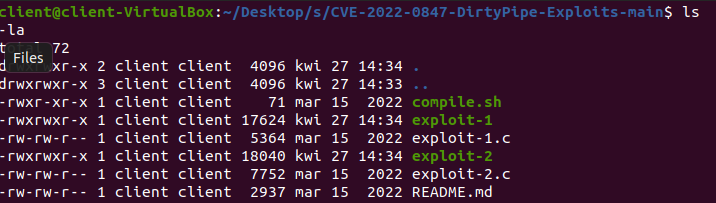 client@client-VirtualBox:~/Desktop/s/CVE-2022-0847-DirtyPipe-Exploits-main$ ls
-la
total 72
Files
drwxrwxr-x 2 client client 4096 kwi 27 14:34 .
drwxrwxr-x 3 client client 4096 kwi 27 14:33 ..
-rwxr-xr-x 1 client client 71 mar 15 2022 compile.sh
-rwxrwxr-x 1 client client 17624 kwi 27 14:34 exploit-1
-rw-rw-r-- 1 client client 5364 mar 15 2022 exploit-1.c
-rwxrwxr-x 1 client client 18040 kwi 27 14:34 exploit-2
-rw-rw-r-- 1 client client 7752 mar 15 2022 exploit-2.c
-rw-rw-r-- 1 client client 2937 mar 15 2022 README.md